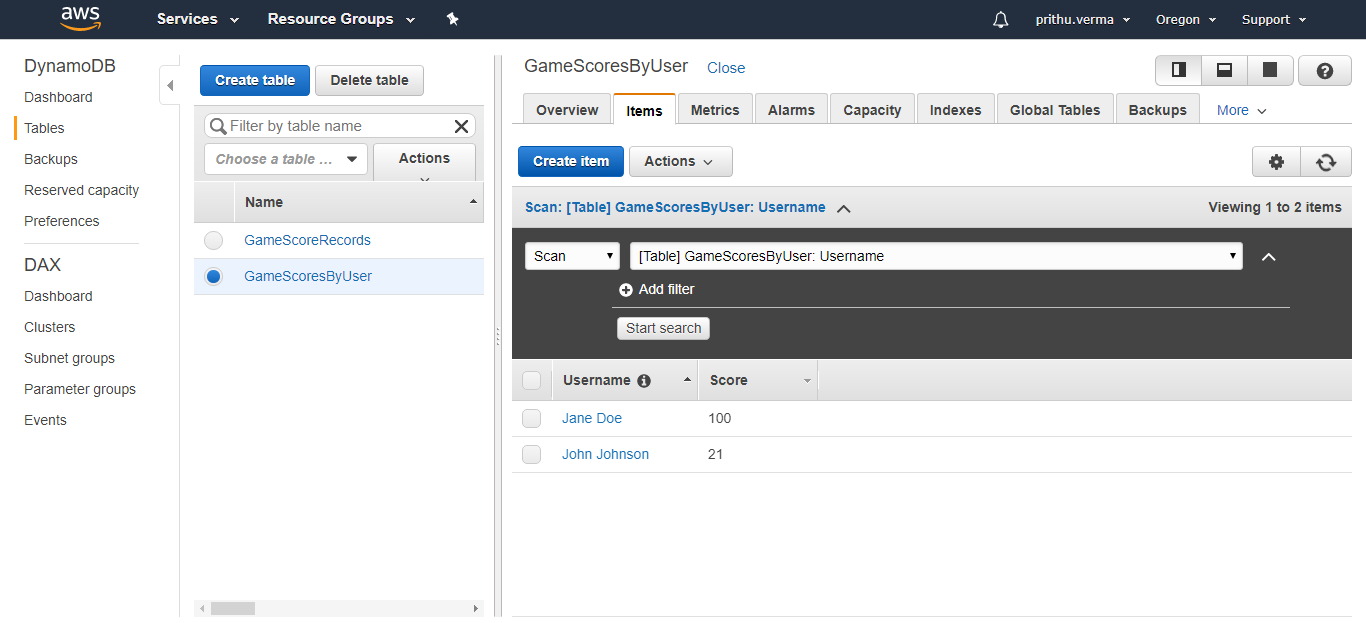 aws Services Resource Groups prithu.verma Oregon Support
DynamoDB
Dashboard
Tables
Backups
Reserved capacity
Preferences
DAX
Dashboard
Clusters
Subnet groups
Parameter groups
Events
Create table Delete table
Filter by table name
Choose a table ... Actions
Name
GameScoreRecords
GameScoresByUser
GameScoresByUser Close
Overview Items Metrics Alarms Capacity Indexes Global Tables Backups More
Create item Actions
Scan: [Table] GameScoresByUser: Username Viewing 1 to 2 items
Scan [Table] GameScoresByUser: Username
Add filter
Start search
Username Score
Jane Doe 100
John Johnson 21